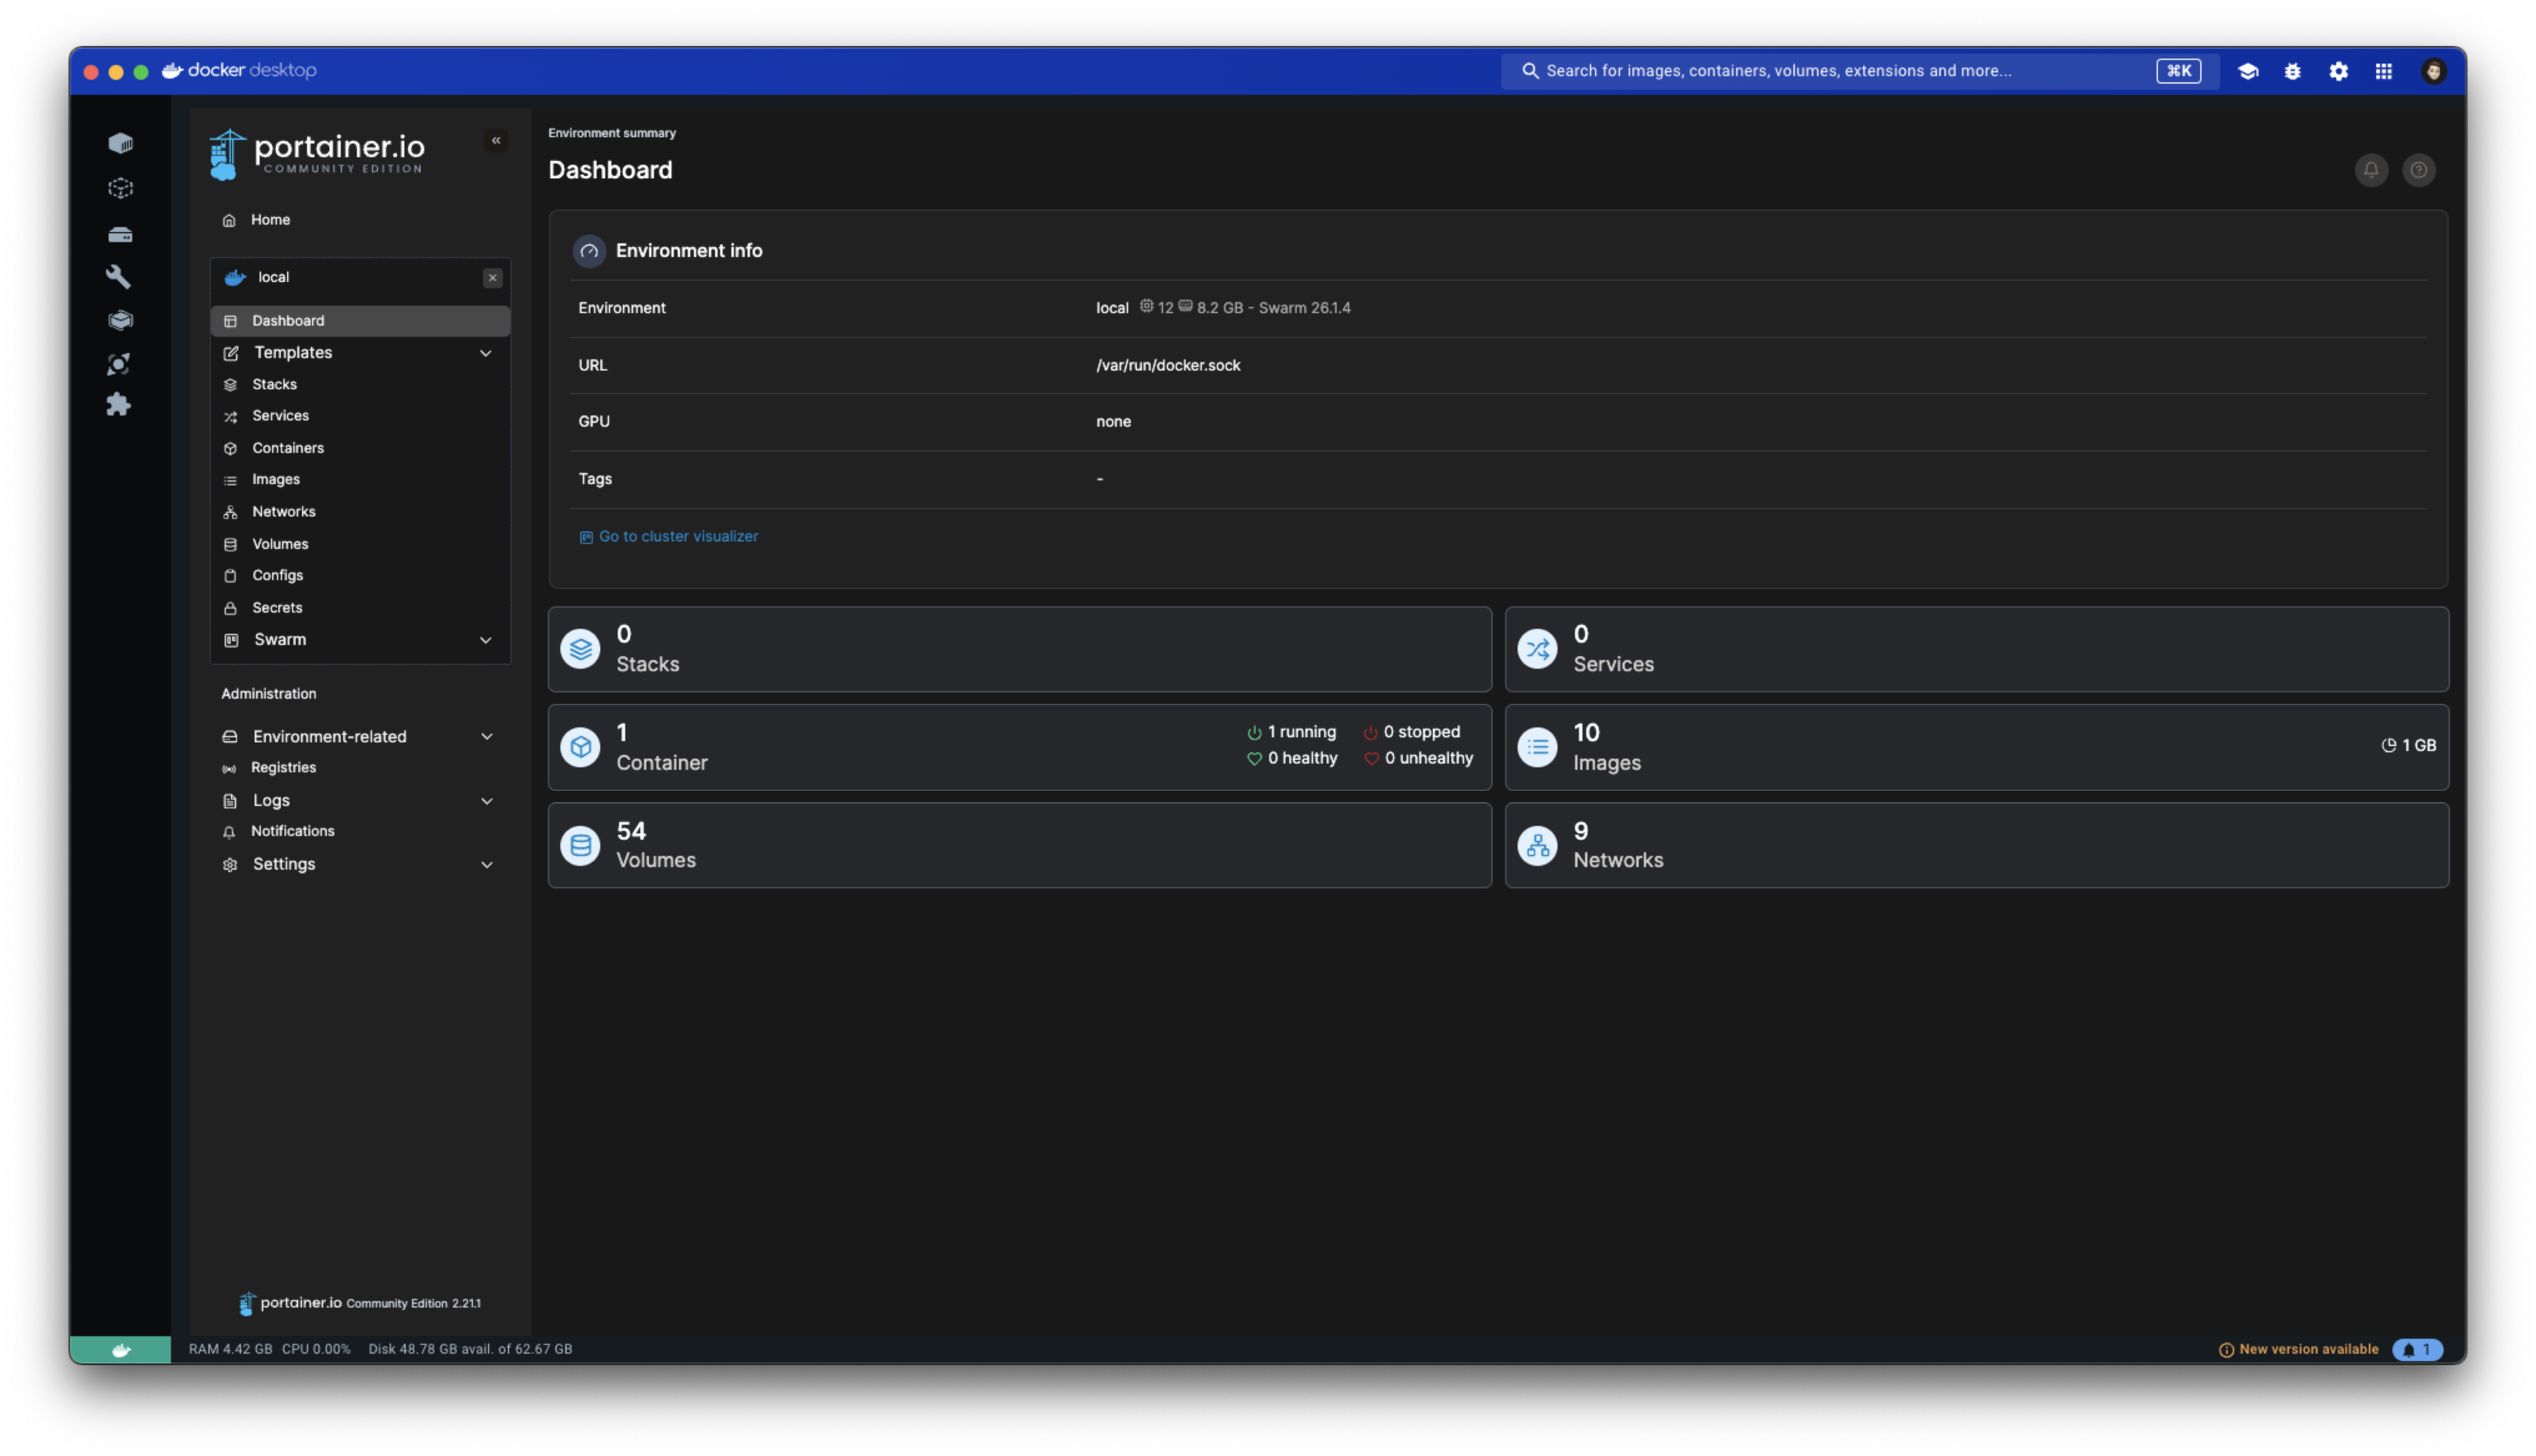 docker desktop
Search for images, containers, volumes, extensions and more...
⌘K
portainer.io
COMMUNITY EDITION
Home
local
Dashboard
Templates
Stacks
Services
Containers
Images
Networks
Volumes
Configs
Secrets
Swarm
Administration
Environment-related
Registries
Logs
Notifications
Settings
portainer.io Community Edition 2.21.1
Environment summary
Dashboard
Environment info
Environment
local 12 8.2 GB - Swarm 26.1.4
URL
/var/run/docker.sock
GPU
none
Tags
-
Go to cluster visualizer
0
Stacks
0
Services
1
Container
1 running 0 stopped
0 healthy 0 unhealthy
10
Images
1 GB
54
Volumes
9
Networks
RAM 4.42 GB CPU 0.00% Disk 48.78 GB avail. of 62.67 GB
New version available
1